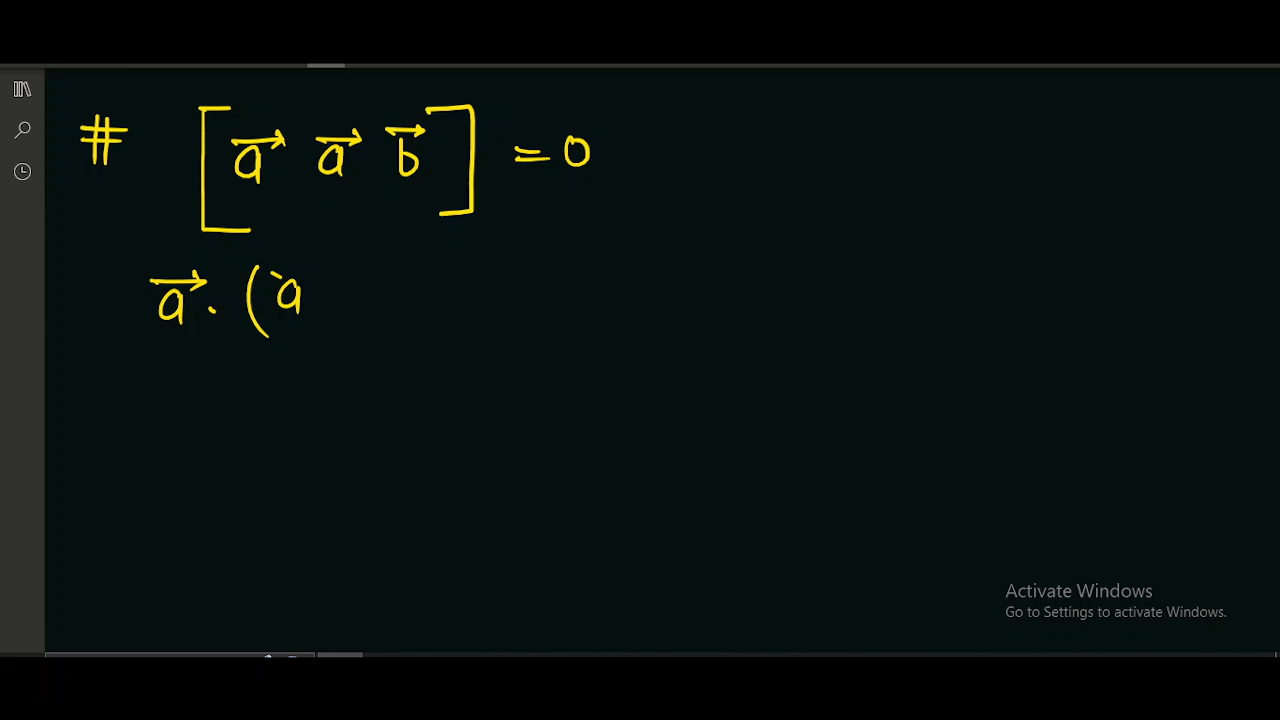 # [a⃗ a⃗ b⃗] = 0
a⃗ . (a
Activate Windows
Go to Settings to activate Windows.